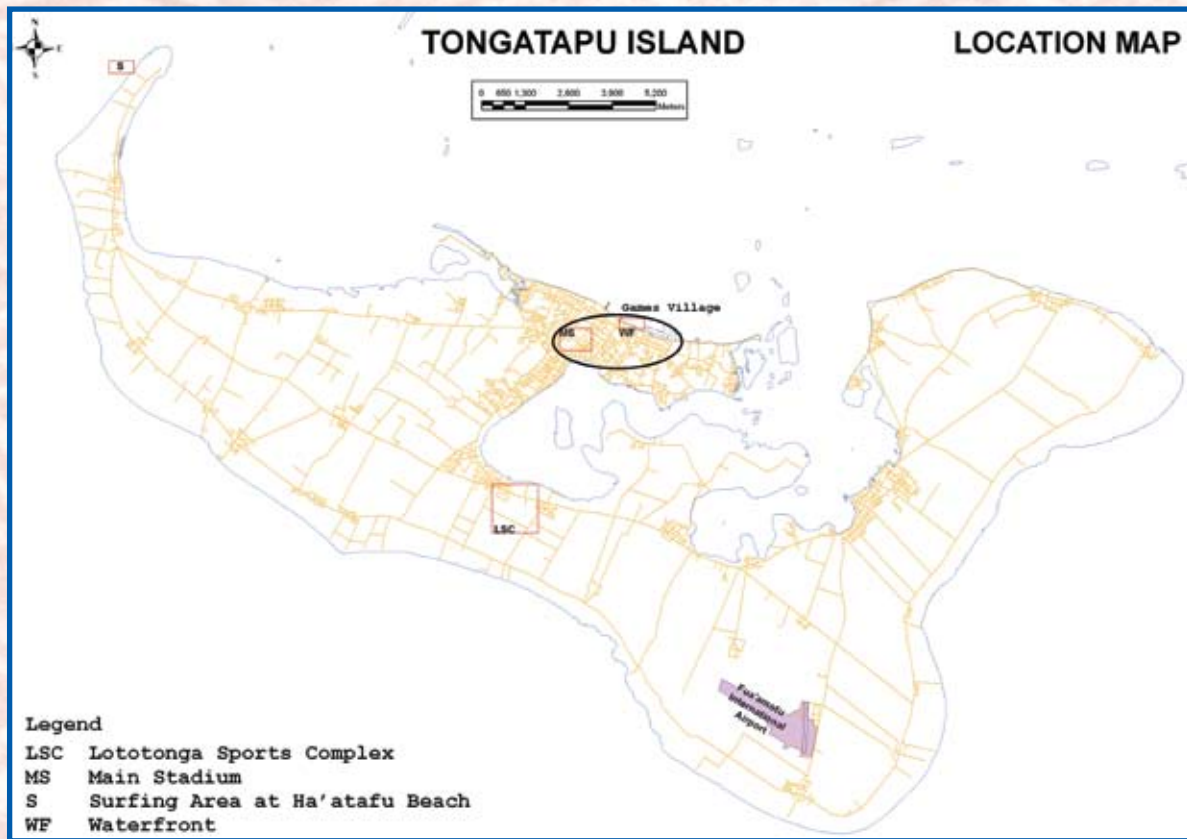 N
E
S
S
TONGATAPU ISLAND
LOCATION MAP
0 650 1,300 2,600 3,900 5,200
Meters
Games Village
MS
WF
LSC
Fua'amotu
International
Airport
Legend
LSC Lototonga Sports Complex
MS Main Stadium
S Surfing Area at Ha'atafu Beach
WF Waterfront